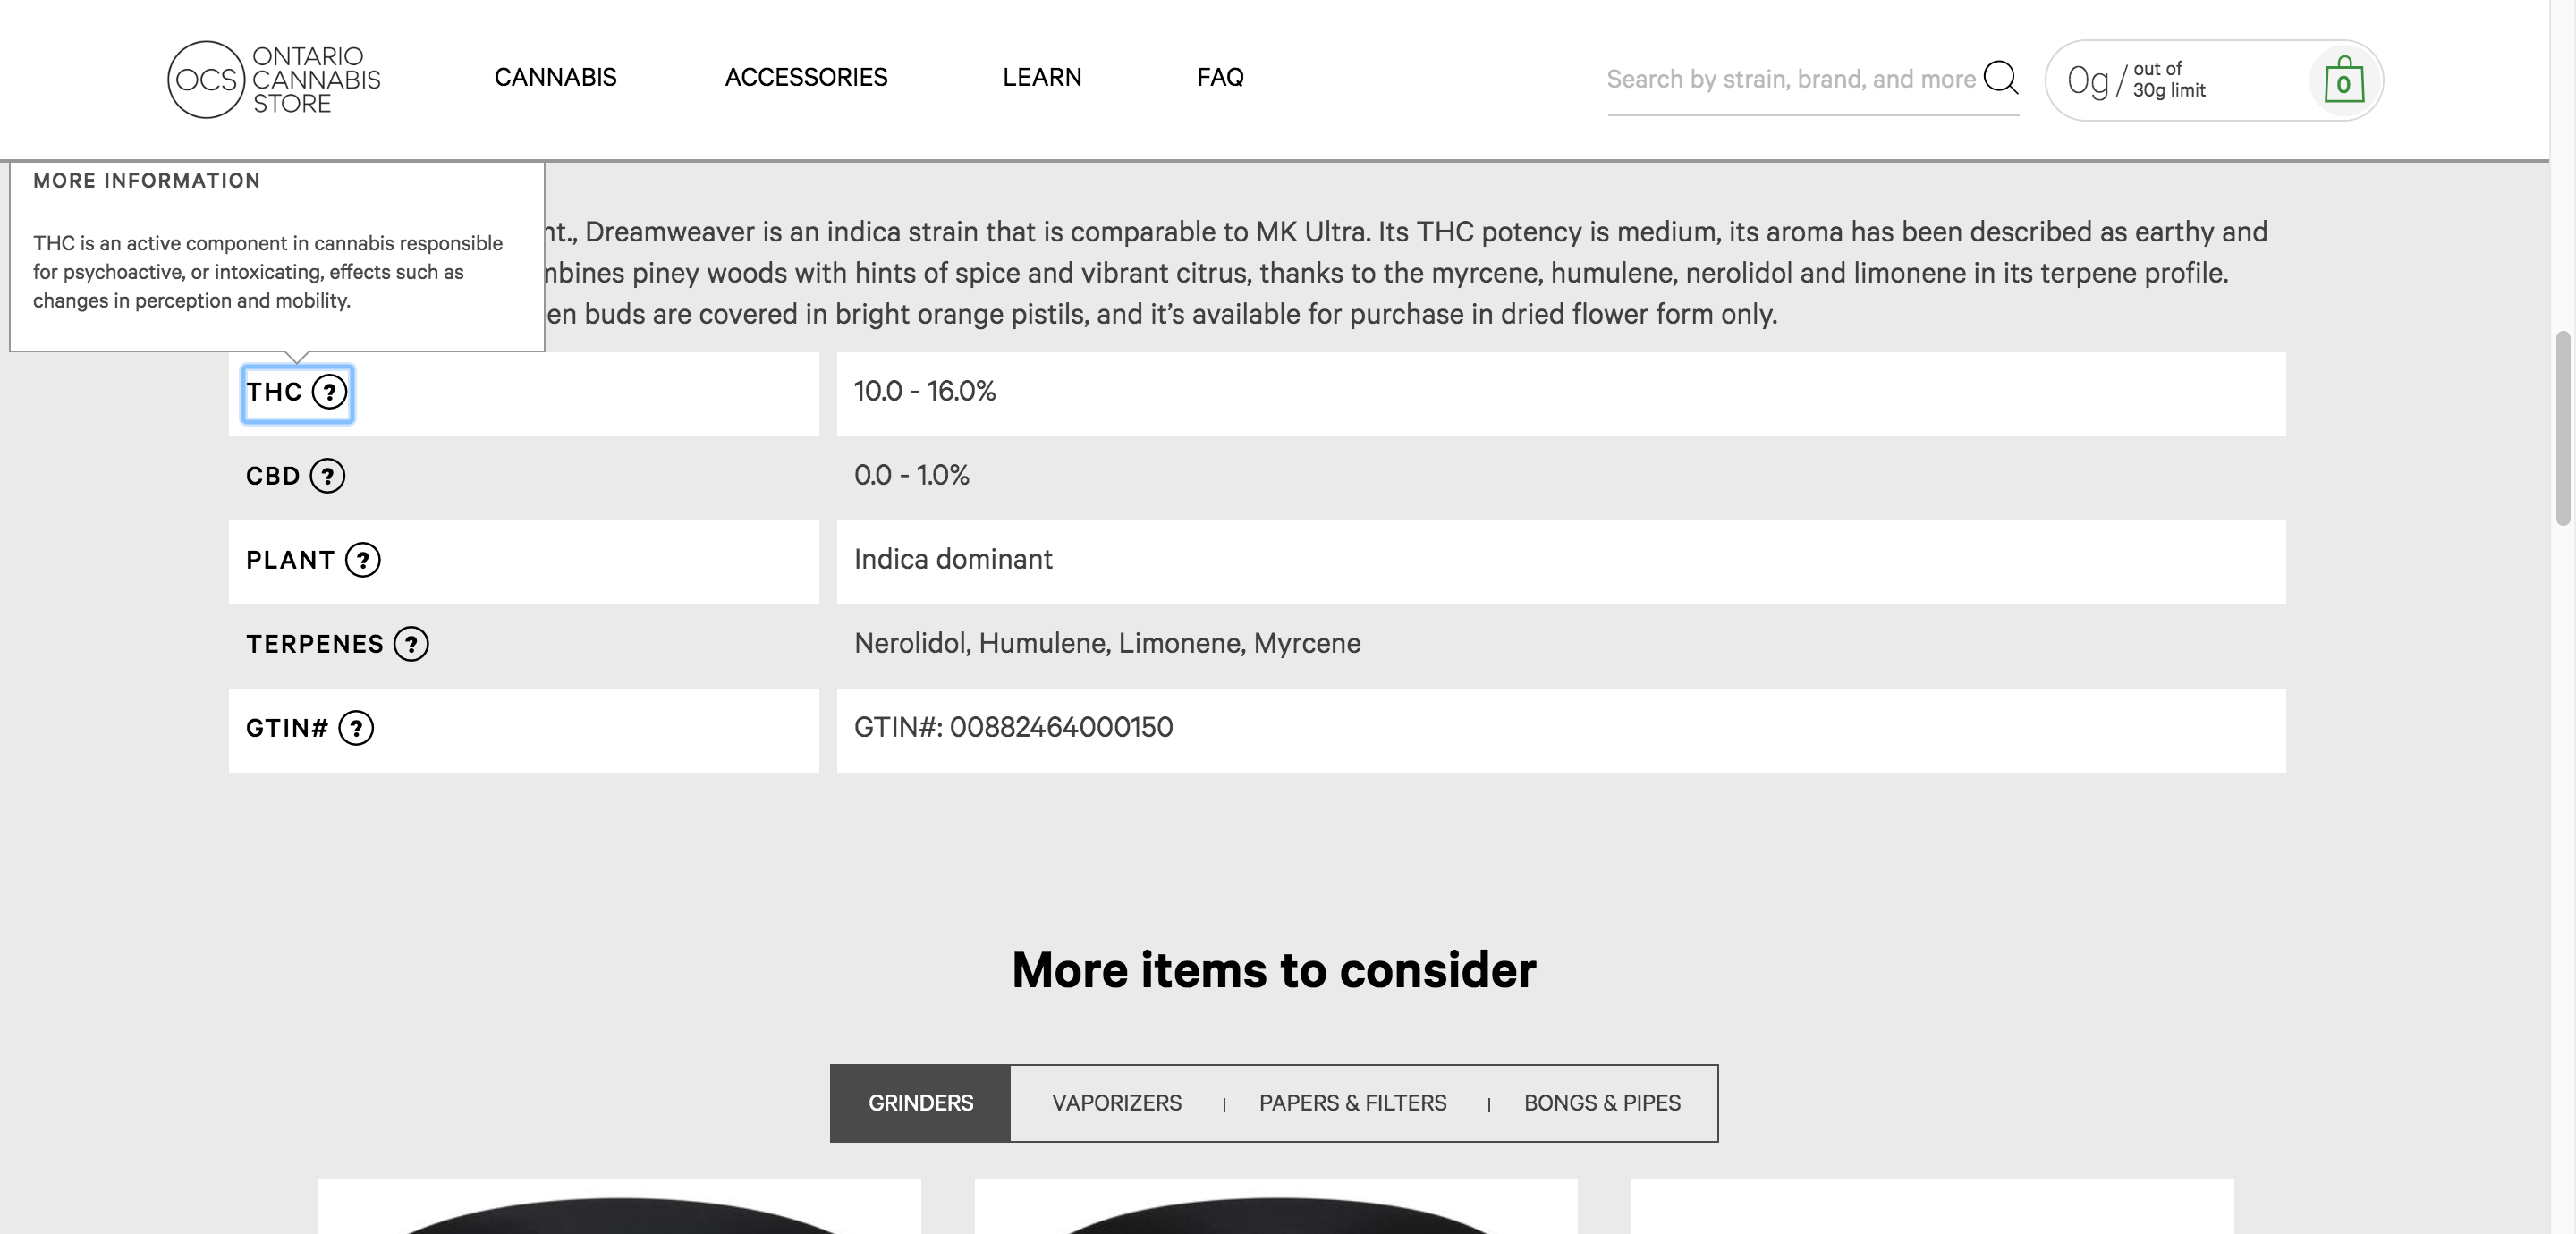 OCS
ONTARIO
CANNABIS
STORE
CANNABIS
ACCESSORIES
LEARN
FAQ
Search by strain, brand, and more
0g/
out of
30g limit
0
MORE INFORMATION
THC is an active component in cannabis responsible
for psychoactive, or intoxicating, effects such as
changes in perception and mobility.
Dreamweaver is an indica strain that is comparable to MK Ultra. Its THC potency is medium, its aroma has been described as earthy and
piney woods with hints of spice and vibrant citrus, thanks to the myrcene, humulene, nerolidol and limonene in its terpene profile.
buds are covered in bright orange pistils, and it’s available for purchase in dried flower form only.
THC ?
10.0 - 16.0%
CBD ?
0.0 - 1.0%
PLANT ?
Indica dominant
TERPENES ?
Nerolidol, Humulene, Limonene, Myrcene
GTIN# ?
GTIN#: 00882464000150
More items to consider
GRINDERS
VAPORIZERS
|
PAPERS & FILTERS
|
BONGS & PIPES